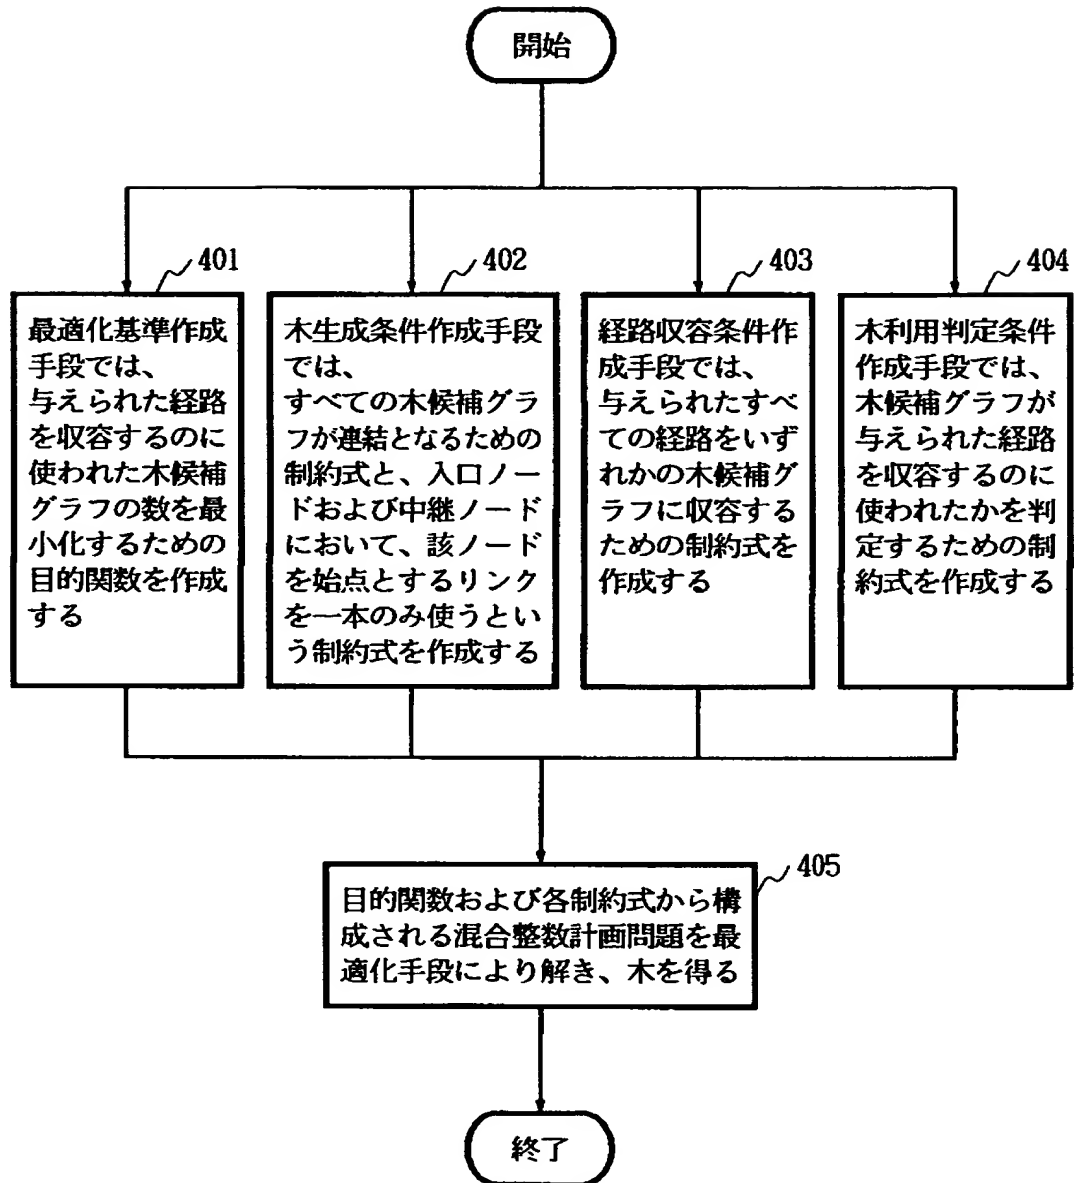 開始
401
最適化基準作成
手段では、
与えられた経路
を収容するのに
使われた木候補
グラフの数を最
小化するための
目的関数を作成
する
402
木生成条件作成手段
では、
すべての木候補グラ
フが連結となるための
制約式と、入口ノー
ドおよび中継ノード
において、該ノード
を始点とするリンク
を一本のみ使うとい
う制約式を作成する
403
経路収容条件作
成手段では、
与えられたすべ
ての経路をいず
れかの木候補グ
ラフに収容する
ための制約式を
作成する
404
木利用判定条件
作成手段では、
木候補グラフが
与えられた経路
を収容するのに
使われたかを判
定するための制
約式を作成する
405
目的関数および各制約式から構
成される混合整数計画問題を最
適化手段により解き、木を得る
終了